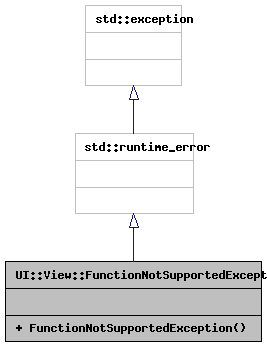 std::exception
std::runtime_error
UI::View::FunctionNotSupportedExcept
+ FunctionNotSupportedException()